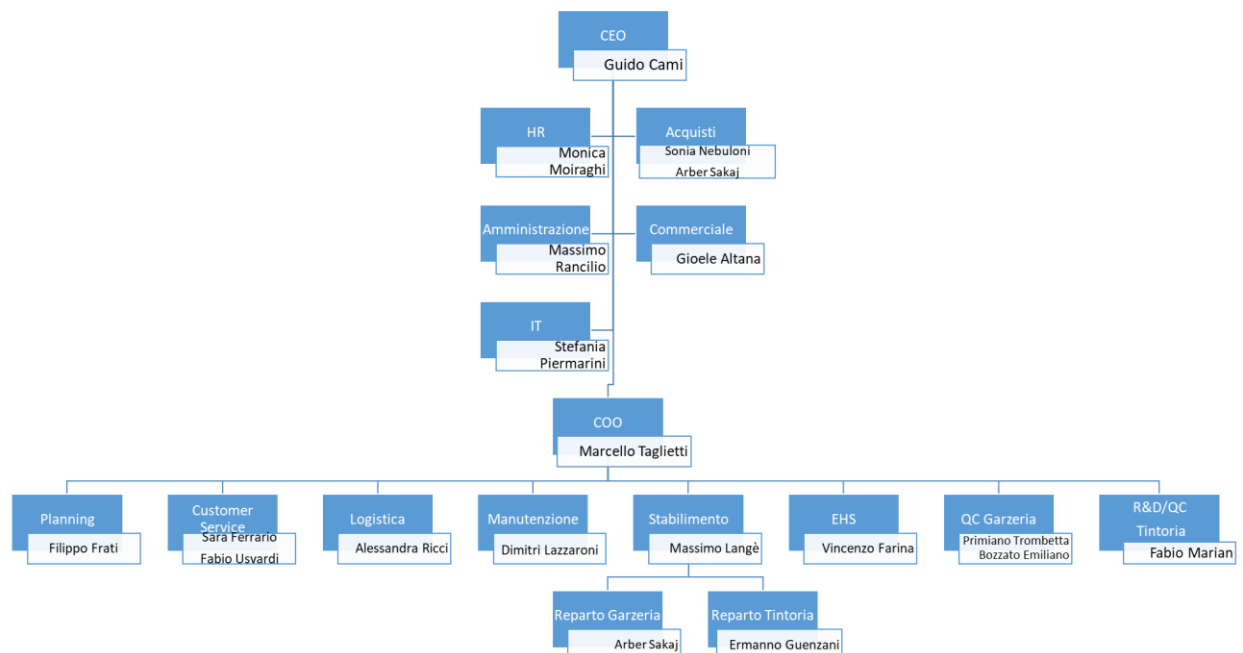 CEO
Guido Cami
HR
Monica
Moiraghi
Acquisti
Sonia Nebuloni
Arber Sakaj
Amministrazione
Massimo
Rancilio
Commerciale
Gioele Altana
IT
Stefania
Piermarini
COO
Marcello Taglietti
Planning
Filippo Frati
Customer
Service
Sara Ferrario
Fabio Usvardi
Logistica
Alessandra Ricci
Manutenzione
Dimitri Lazzaroni
Stabilimento
Massimo Langè
EHS
Vincenzo Farina
QC Garzeria
Primiano Trombetta
Bozzato Emiliano
R&D/QC
Tintoria
Fabio Marian
Reparto Garzeria
Arber Sakaj
Reparto Tintoria
Ermanno Guenzani